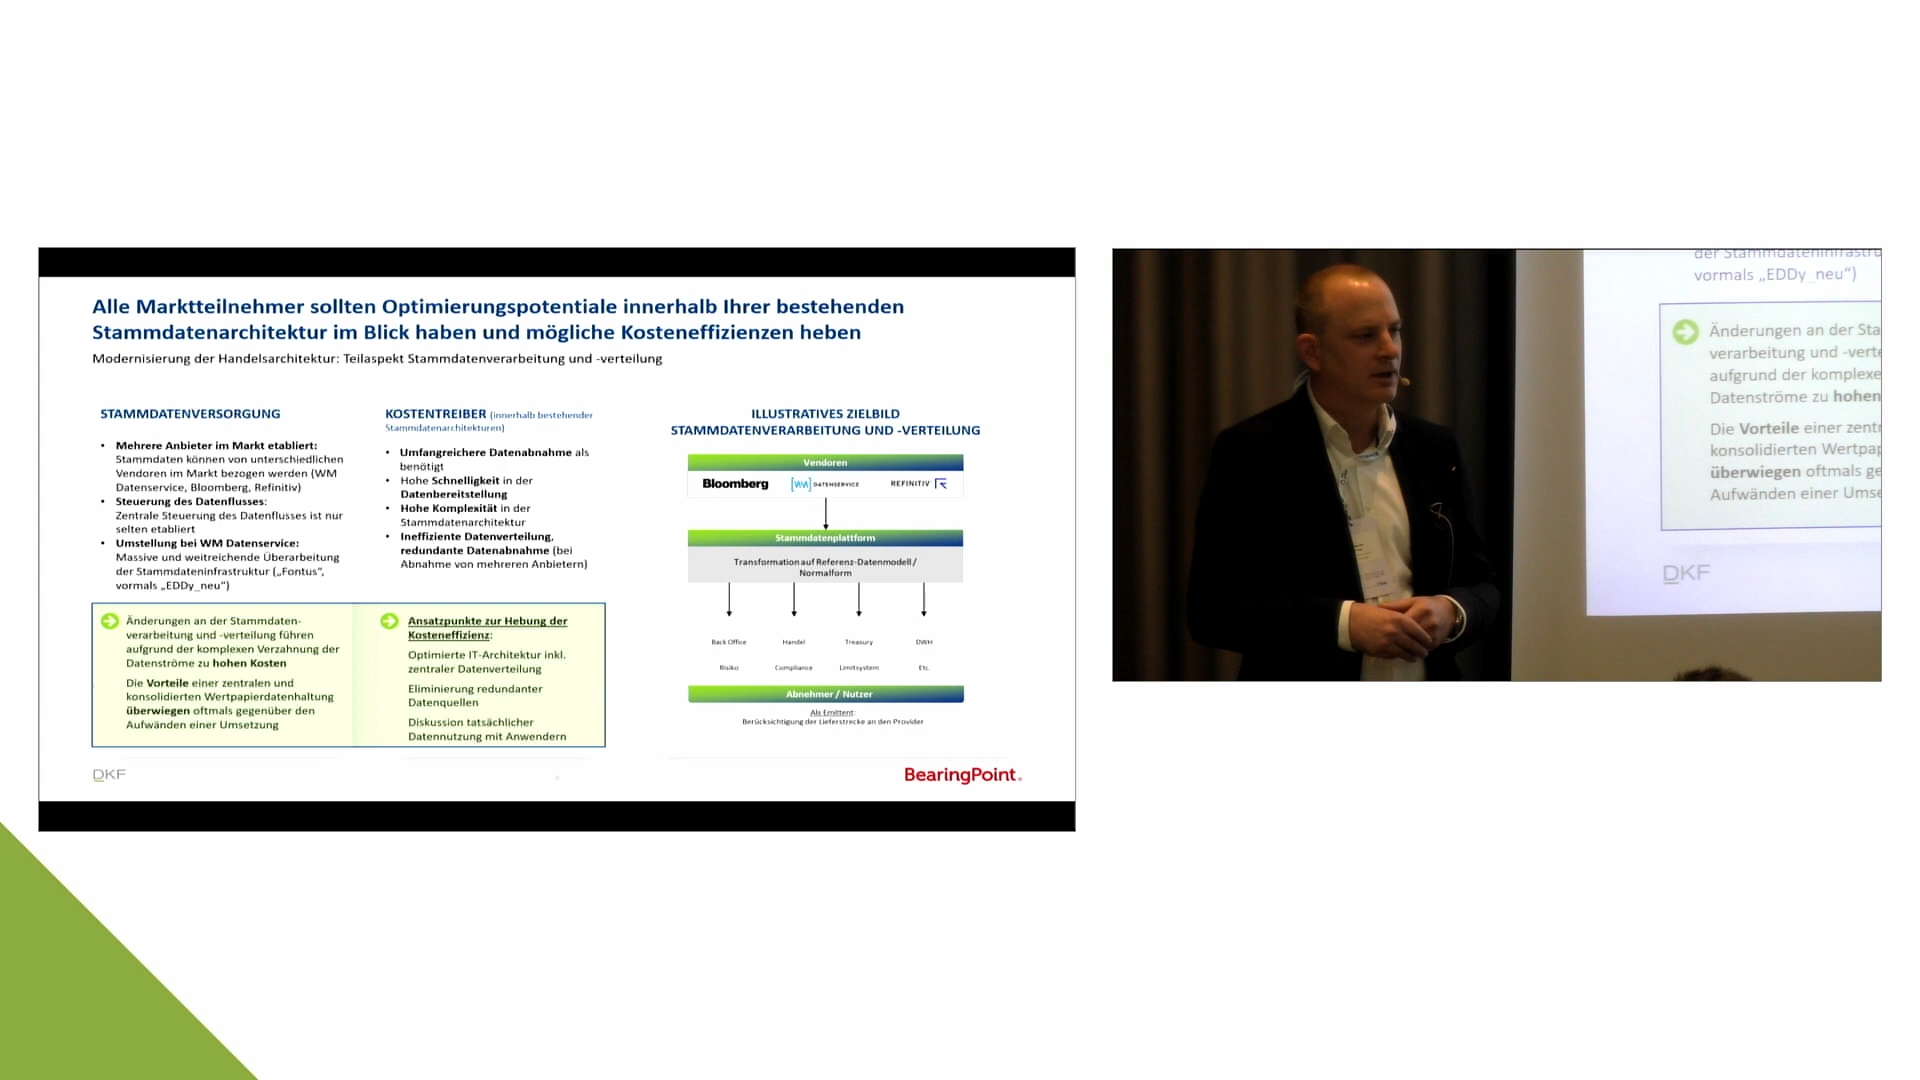 Alle Marktteilnehmer sollten Optimierungspotentiale innerhalb Ihrer bestehenden
Stammdatenarchitektur im Blick haben und mögliche Kosteneffizienzen heben
Modernisierung der Handelsarchitektur: Teilaspekt Stammdatenverarbeitung und -verteilung
STAMMDATENVERSORGUNG
• Mehrere Anbieter im Markt etabliert:
Stammdaten können von unterschiedlichen
Vendoren im Markt bezogen werden (WM
Datenservice, Bloomberg, Refinitiv)
• Steuerung des Datenflusses:
Zentrale Steuerung des Datenflusses ist nur
selten etabliert
• Umstellung bei WM Datenservice:
Massive und weitreichende Überarbeitung
der Stammdateninfrastruktur („Fontus“,
vormals „EDDy_neu“)
KOSTENTREIBER (innerhalb bestehender
Stammdatenarchitekturen)
• Umfangreichere Datenabnahme als
benötigt
• Hohe Schnelligkeit in der
Datenbereitstellung
• Hohe Komplexität in der
Stammdatenarchitektur
• Ineffiziente Datenverteilung,
redundante Datenabnahme (bei
Abnahme von mehreren Anbietern)
Änderungen an der Stammdaten-
verarbeitung und -verteilung führen
aufgrund der komplexen Verzahnung der
Datenströme zu hohen Kosten
Die Vorteile einer zentralen und
konsolidierten Wertpapierdatenhaltung
überwiegen oftmals gegenüber den
Aufwänden einer Umsetzung
Ansatzpunkte zur Hebung der
Kosteneffizienz:
Optimierte IT-Architektur inkl.
zentraler Datenverteilung
Eliminierung redundanter
Datenquellen
Diskussion tatsächlicher
Datennutzung mit Anwendern
ILLUSTRATIVES ZIELBILD
STAMMDATENVERARBEITUNG UND -VERTEILUNG
Vendoren
Bloomberg WM DATENSERVICE REFINITIV
Stammdatenplattform
Transformation auf Referenz-Datenmodell /
Normalform
Back Office Handel Treasury DWH
Risiko Compliance Limitsystem Etc.
Abnehmer / Nutzer
Als Emittent:
Berücksichtigung der Lieferstrecke an den Provider
DKF
BearingPoint.
der Stammdateninfrastru
vormals „EDDy_neu“)
Änderungen an der Sta
verarbeitung und -verte
aufgrund der komplexe
Datenströme zu hohen
Die Vorteile einer zentr
konsolidierten Wertpap
überwiegen oftmals ge
Aufwänden einer Umse
DKF